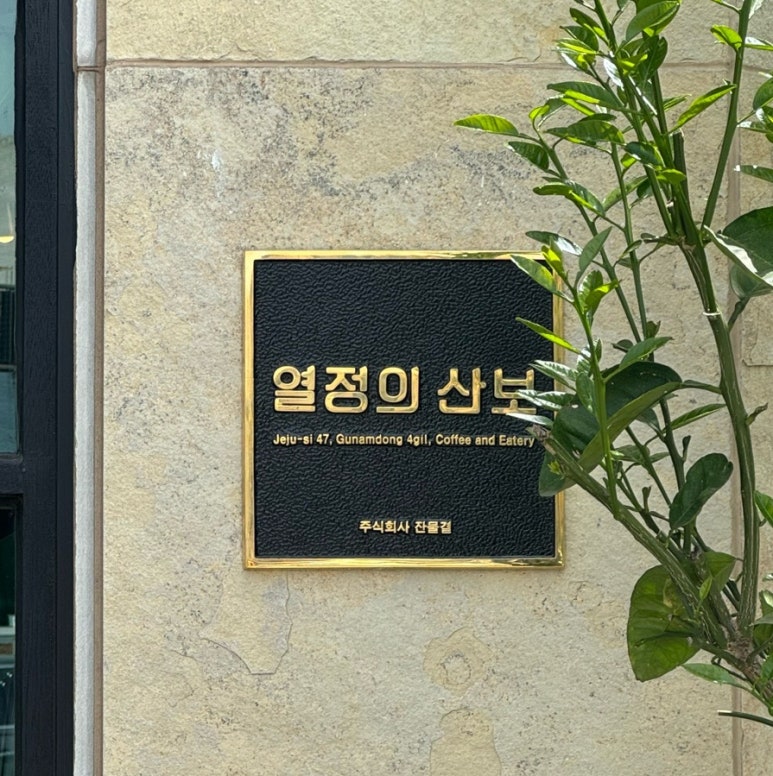 열정의 산보
Jeju-si 47, Gunamdong 4gil, Coffee and Eatery
주식회사 잔물결